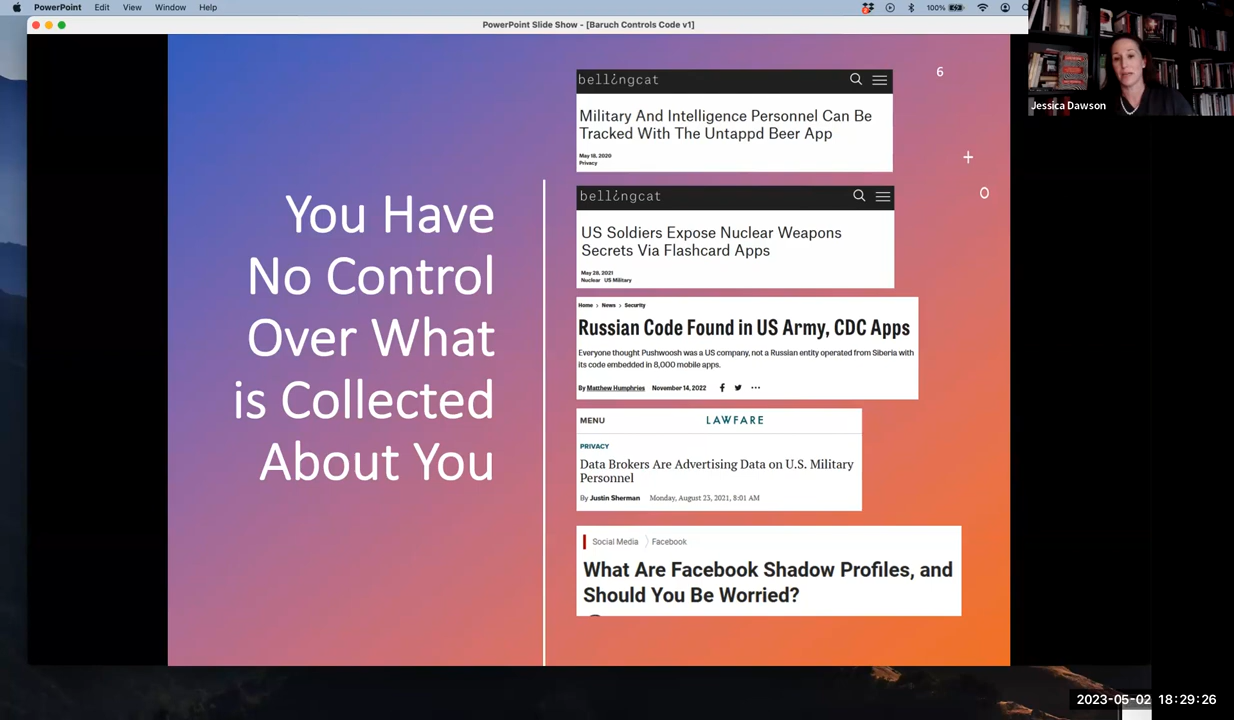 PowerPoint Edit View Window Help 100%
PowerPoint Slide Show - [Baruch Controls Code v1]
Jessica Dawson
You Have
No Control
Over What
is Collected
About You
bell¿ngcat
Military And Intelligence Personnel Can Be
Tracked With The Untappd Beer App
May 18, 2020
Privacy
bell¿ngcat
US Soldiers Expose Nuclear Weapons
Secrets Via Flashcard Apps
May 28, 2021
Nuclear US Military
Home > News > Security
Russian Code Found in US Army, CDC Apps
Everyone thought Pushwoosh was a US company, not a Russian entity operated from Siberia with
its code embedded in 8,000 mobile apps.
By Matthew Humphries November 14, 2022
MENU LAWFARE
PRIVACY
Data Brokers Are Advertising Data on U.S. Military
Personnel
By Justin Sherman Monday, August 23, 2021, 8:01 AM
Social Media Facebook
What Are Facebook Shadow Profiles, and
Should You Be Worried?
6
+
0
2023-05-02 18:29:26